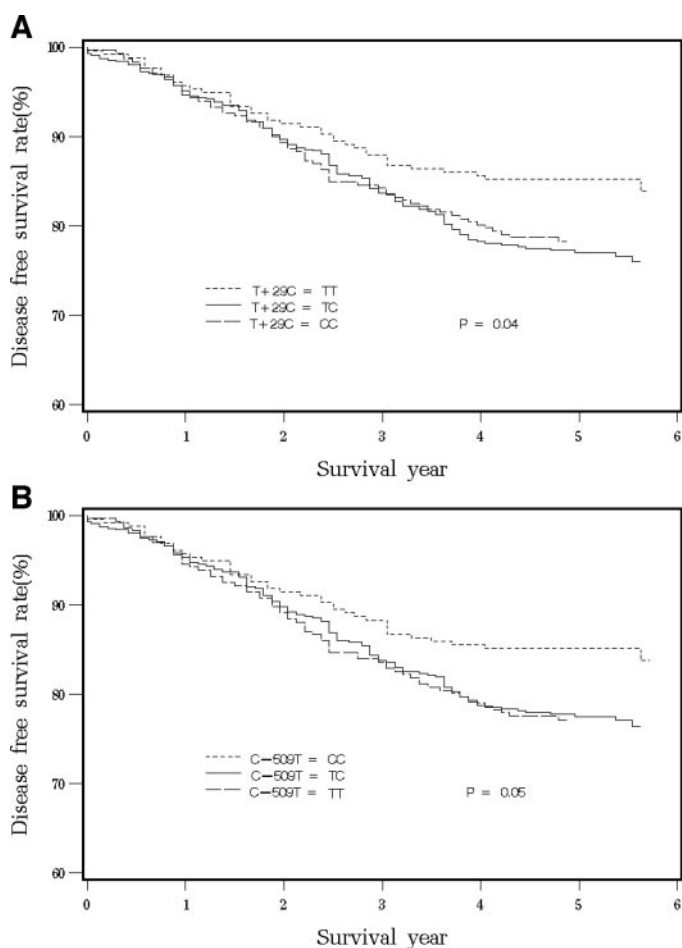 A
Disease free survival rate(%)
100
90
80
70
60
T+29C = TT
T+29C = TC
T+29C = CC
P = 0.04
0 1 2 3 4 5 6
Survival year
B
Disease free survival rate(%)
100
90
80
70
60
C-509T = CC
C-509T = TC
C-509T = TT
P = 0.05
0 1 2 3 4 5 6
Survival year